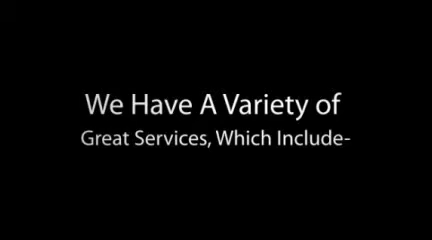 We Have A Variety of
Great Services, Which Include-